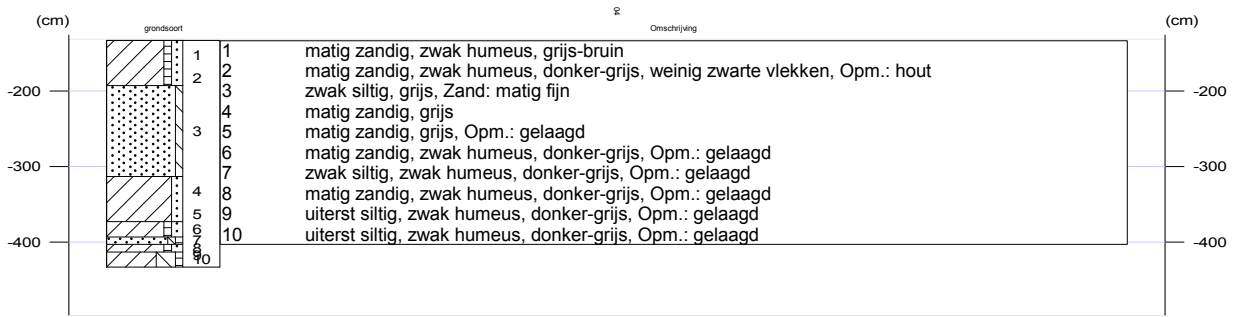 04
(cm) grondsoort Omschrijving (cm)
1 1 matig zandig, zwak humeus, grijs-bruin
2 2 matig zandig, zwak humeus, donker-grijs, weinig zwarte vlekken, Opm.: hout
-200 3 zwak siltig, grijs, Zand: matig fijn -200
4 matig zandig, grijs
3 5 matig zandig, grijs, Opm.: gelaagd
6 matig zandig, zwak humeus, donker-grijs, Opm.: gelaagd
-300 7 zwak siltig, zwak humeus, donker-grijs, Opm.: gelaagd -300
4 8 matig zandig, zwak humeus, donker-grijs, Opm.: gelaagd
5 9 uiterst siltig, zwak humeus, donker-grijs, Opm.: gelaagd
6 10 uiterst siltig, zwak humeus, donker-grijs, Opm.: gelaagd
-400 7 -400
8
9
10